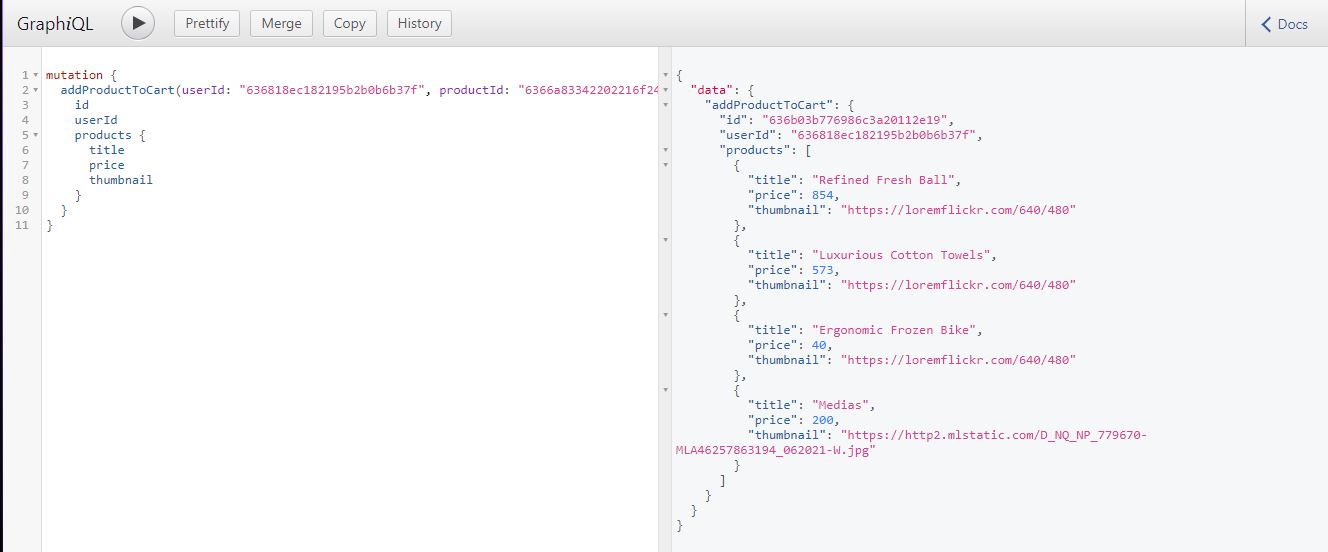 GraphiQL Prettify Merge Copy History Docs
1 mutation {
2 addProductToCart(userId: "636818ec182195b2b0b6b37f", productId: "6366a83342202216f24
3 id
4 userId
5 products {
6 title
7 price
8 thumbnail
9 }
10 }
11 }
{
"data": {
"addProductToCart": {
"id": "636b03b776986c3a20112e19",
"userId": "636818ec182195b2b0b6b37f",
"products": [
{
"title": "Refined Fresh Ball",
"price": 854,
"thumbnail": "https://loremflickr.com/640/480"
},
{
"title": "Luxurious Cotton Towels",
"price": 573,
"thumbnail": "https://loremflickr.com/640/480"
},
{
"title": "Ergonomic Frozen Bike",
"price": 40,
"thumbnail": "https://loremflickr.com/640/480"
},
{
"title": "Medias",
"price": 200,
"thumbnail": "https://http2.mlstatic.com/D_NQ_NP_779670-
MLA46257863194_062021-W.jpg"
}
]
}
}
}